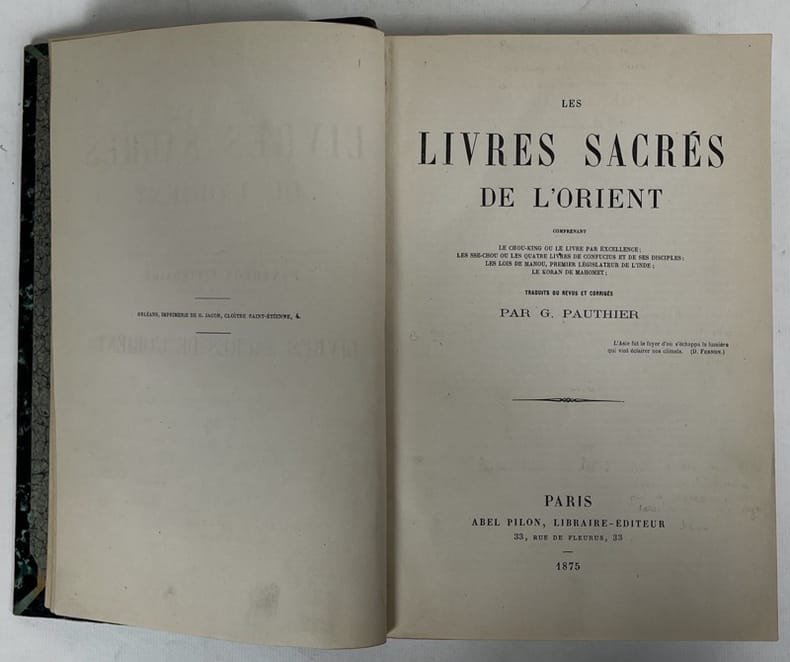 ORLÉANS, IMPRIMERIE DE G. JACOB, CLOÎTRE SAINT-ÉTIENNE, 4.
LES
LIVRES SACRÉS
DE L'ORIENT
COMPRENANT
LE CHOU-KING OU LE LIVRE PAR EXCELLENCE;
LES SSE-CHOU OU LES QUATRE LIVRES DE CONFUCIUS ET DE SES DISCIPLES;
LES LOIS DE MANOU, PREMIER LÉGISLATEUR DE L'INDE;
LE KORAN DE MAHOMET;
TRADUITS OU REVUS ET CORRIGÉS
PAR G. PAUTHIER
L'Asie fut le foyer d'où s'échappa la lumière
qui vint éclairer nos climats. (D. FERNON.)
PARIS
ABEL PILON, LIBRAIRE-ÉDITEUR
33, RUE DE FLEURUS, 33
1875